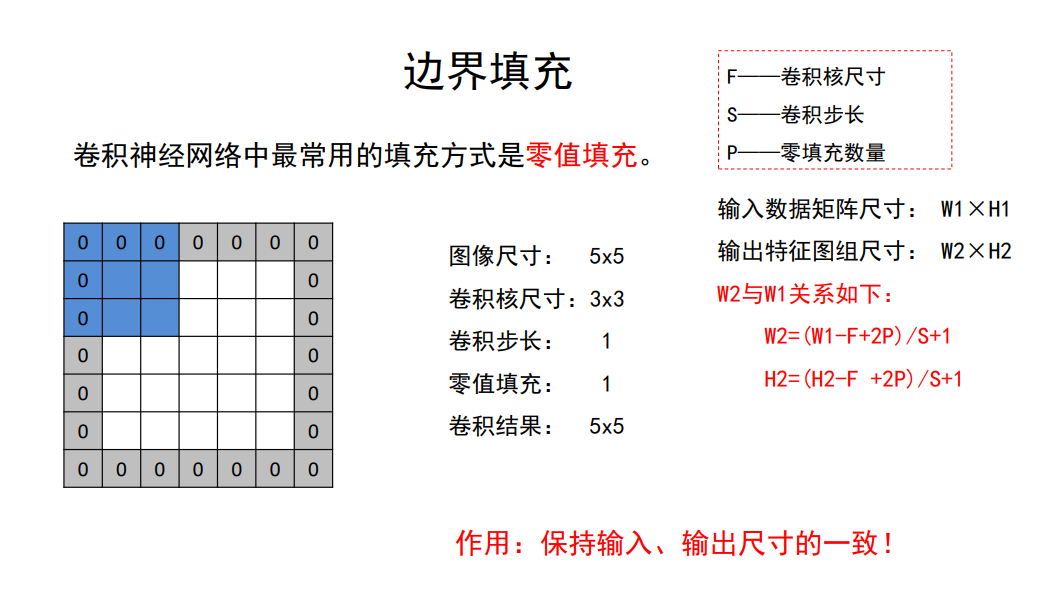 边界填充
卷积神经网络中最常用的填充方式是零值填充。
F——卷积核尺寸
S——卷积步长
P——零填充数量
输入数据矩阵尺寸： W1×H1
输出特征图组尺寸： W2×H2
W2与W1关系如下：
W2=(W1-F+2P)/S+1
H2=(H2-F +2P)/S+1
0 0 0 0 0 0 0
0 0
0 0
0 0
0 0
0 0
0 0 0 0 0 0 0
图像尺寸： 5x5
卷积核尺寸：3x3
卷积步长： 1
零值填充： 1
卷积结果： 5x5
作用：保持输入、输出尺寸的一致！